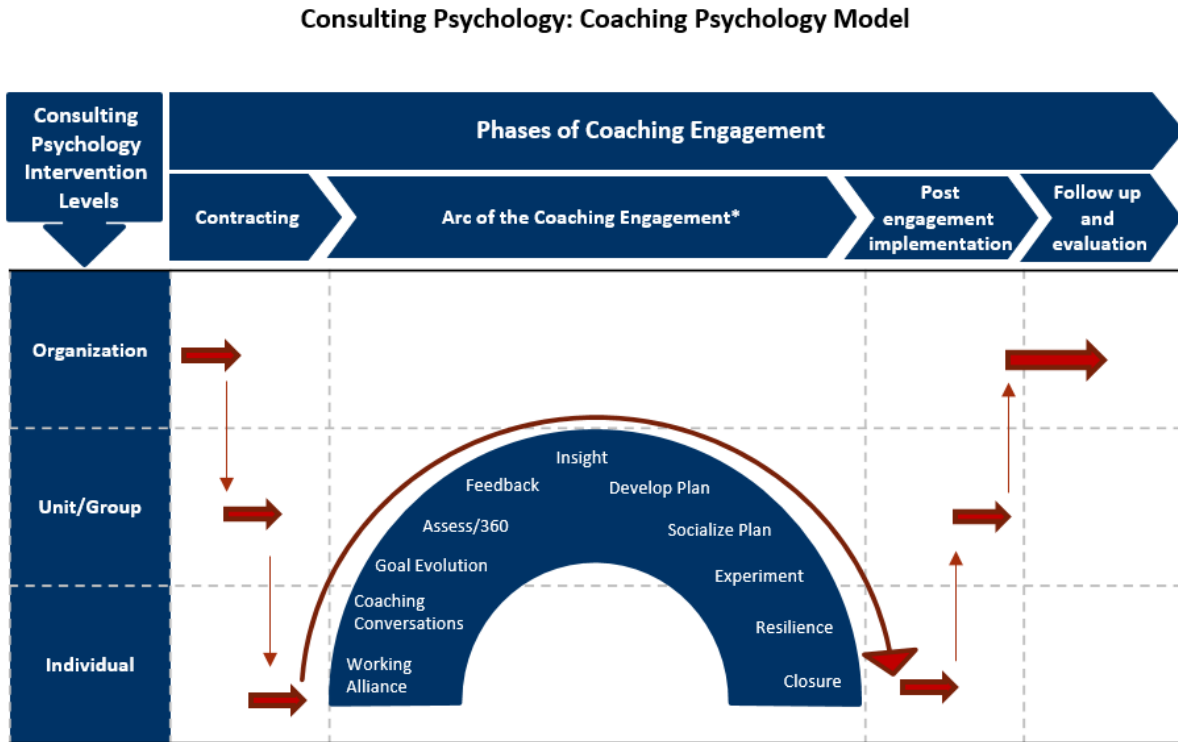 Consulting Psychology: Coaching Psychology Model
Consulting
Psychology
Intervention
Levels
Phases of Coaching Engagement
Contracting
Arc of the Coaching Engagement*
Post
engagement
implementation
Follow up
and
evaluation
Organization
Unit/Group
Individual
Working
Alliance
Coaching
Conversations
Goal Evolution
Assess/360
Feedback
Insight
Develop Plan
Socialize Plan
Experiment
Resilience
Closure